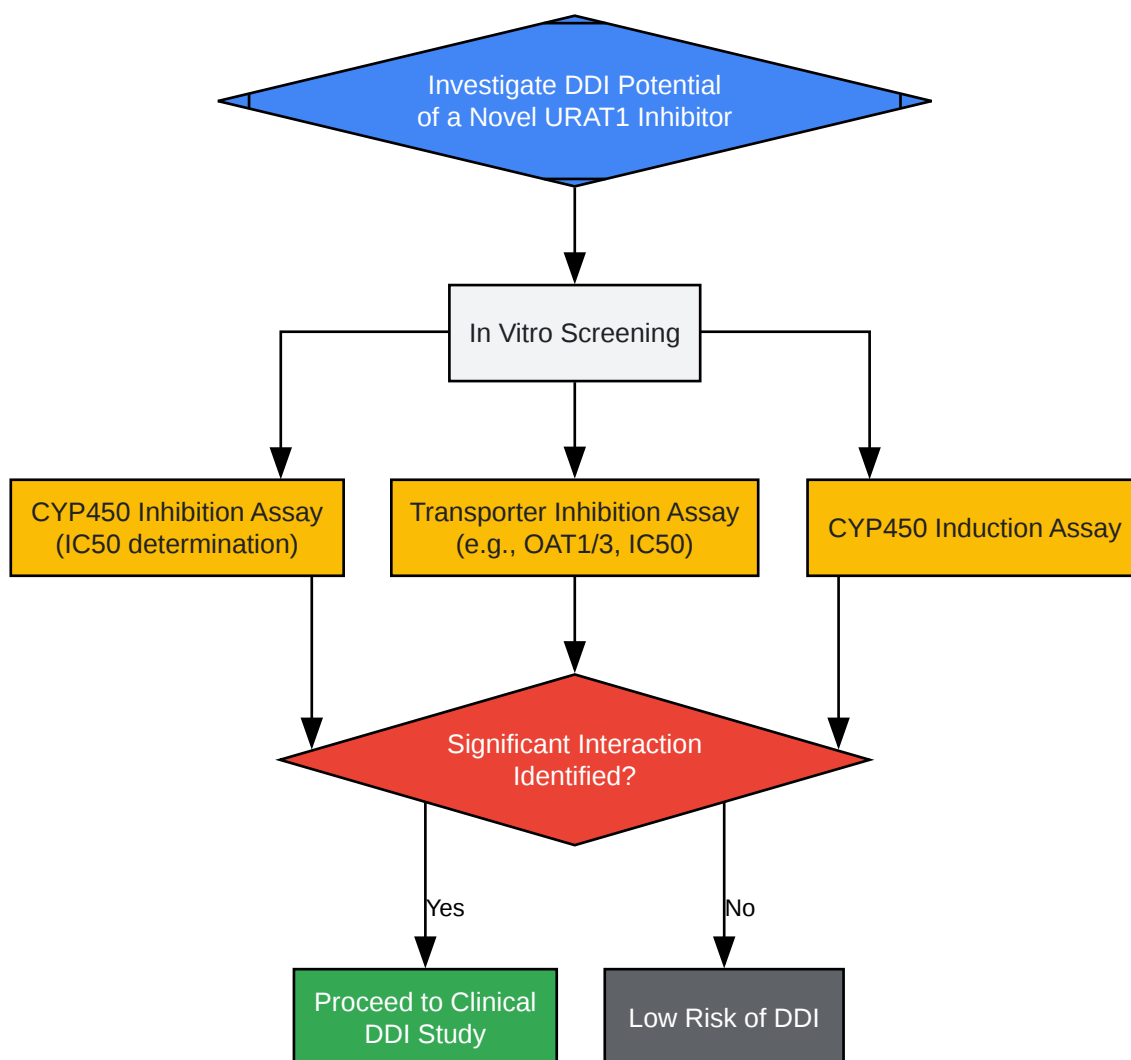 Investigate DDI Potential
of a Novel URAT1 Inhibitor
In Vitro Screening
CYP450 Inhibition Assay
(IC50 determination)
Transporter Inhibition Assay
(e.g., OAT1/3, IC50)
CYP450 Induction Assay
Significant Interaction
Identified?
Yes
No
Proceed to Clinical
DDI Study
Low Risk of DDI